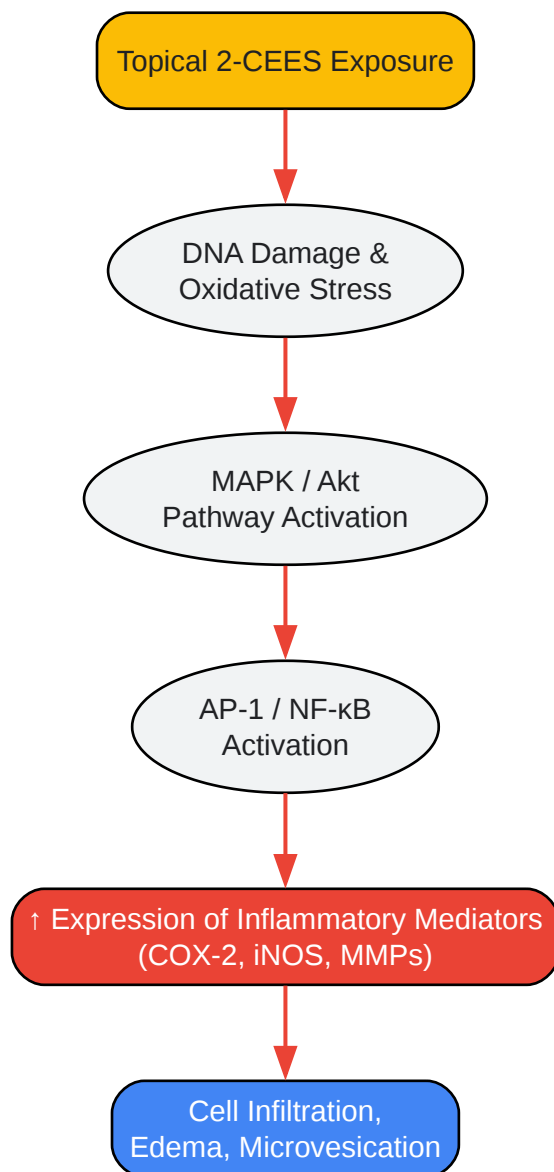 Topical 2-CEES Exposure
DNA Damage &
Oxidative Stress
MAPK / Akt
Pathway Activation
AP-1 / NF-κB
Activation
↑ Expression of Inflammatory Mediators
(COX-2, iNOS, MMPs)
Cell Infiltration,
Edema, Microvesication